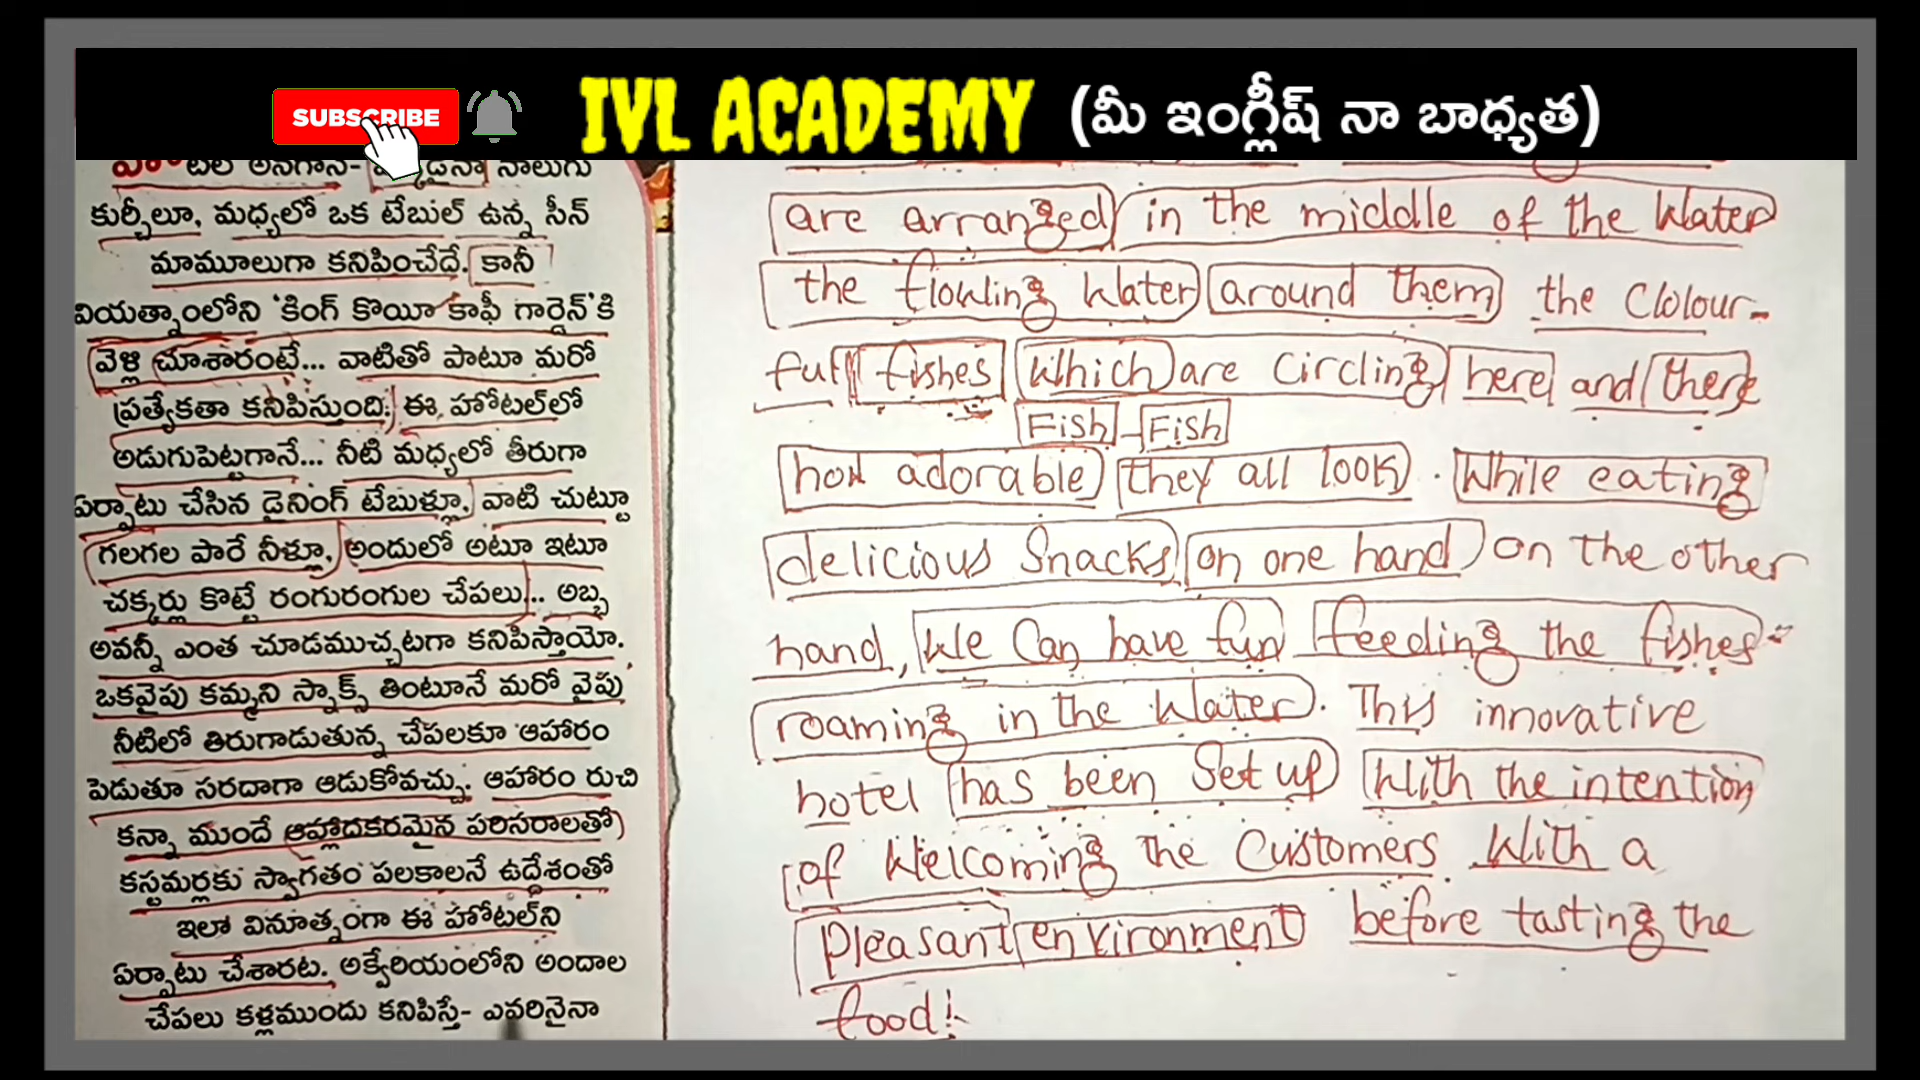 SUBSCRIBE IVL ACADEMY (మీ ఇంగ్లీష్ నా బాధ్యత)
నాలుగు
కుర్చీలూ, మధ్యలో ఒక టేబుల్ ఉన్న సీన్
మామూలుగా కనిపించేదే. కానీ
వియత్నాంలోని 'కింగ్ కొయీ కాఫీ గార్డెన్'కి
వెళ్లి చూశారంటే... వాటితో పాటూ మరో
ప్రత్యేకతా కనిపిస్తుంది. ఈ హోటల్‌లో
అడుగుపెట్టగానే... నీటి మధ్యలో తీరుగా
ఏర్పాటు చేసిన డైనింగ్ టేబుళ్లూ, వాటి చుట్టూ
గలగల పారే నీళ్లూ, అందులో అటూ ఇటూ
చక్కర్లు కొట్టే రంగురంగుల చేపలు... అబ్బ
అవన్నీ ఎంత చూడముచ్చటగా కనిపిస్తాయో.
ఒకవైపు కమ్మని స్నాక్స్ తింటూనే మరో వైపు
నీటిలో తిరుగాడుతున్న చేపలకూ ఆహారం
పెడుతూ సరదాగా ఆడుకోవచ్చు. ఆహారం రుచి
కన్నా ముందే ఆహ్లాదకరమైన పరిసరాలతో
కస్టమర్లకు స్వాగతం పలకాలనే ఉద్దేశంతో
ఇలా వినూత్నంగా ఈ హోటల్‌ని
ఏర్పాటు చేశారట. అక్వేరియంలోని అందాల
చేపలు కళ్లముందు కనిపిస్తే- ఎవరినైనా
are arranged in the middle of the water
the flowing water around them the Colour-
full fishes which are circling here and there
Fish - Fish
how adorable they all look. While eating
delicious Snacks on one hand on the other
hand, we can have fun feeding the fishes
roaming in the water. This innovative
hotel has been Set up with the intention
of welcoming the customers with a
pleasant environment before tasting the
food!